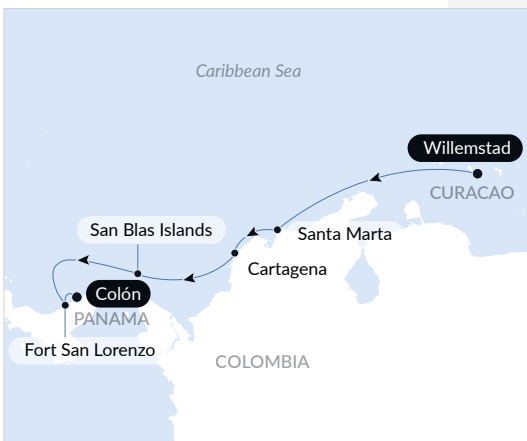 Caribbean Sea
Willemstad
CURACAO
San Blas Islands
Santa Marta
Cartagena
Colón
PANAMA
Fort San Lorenzo
COLOMBIA